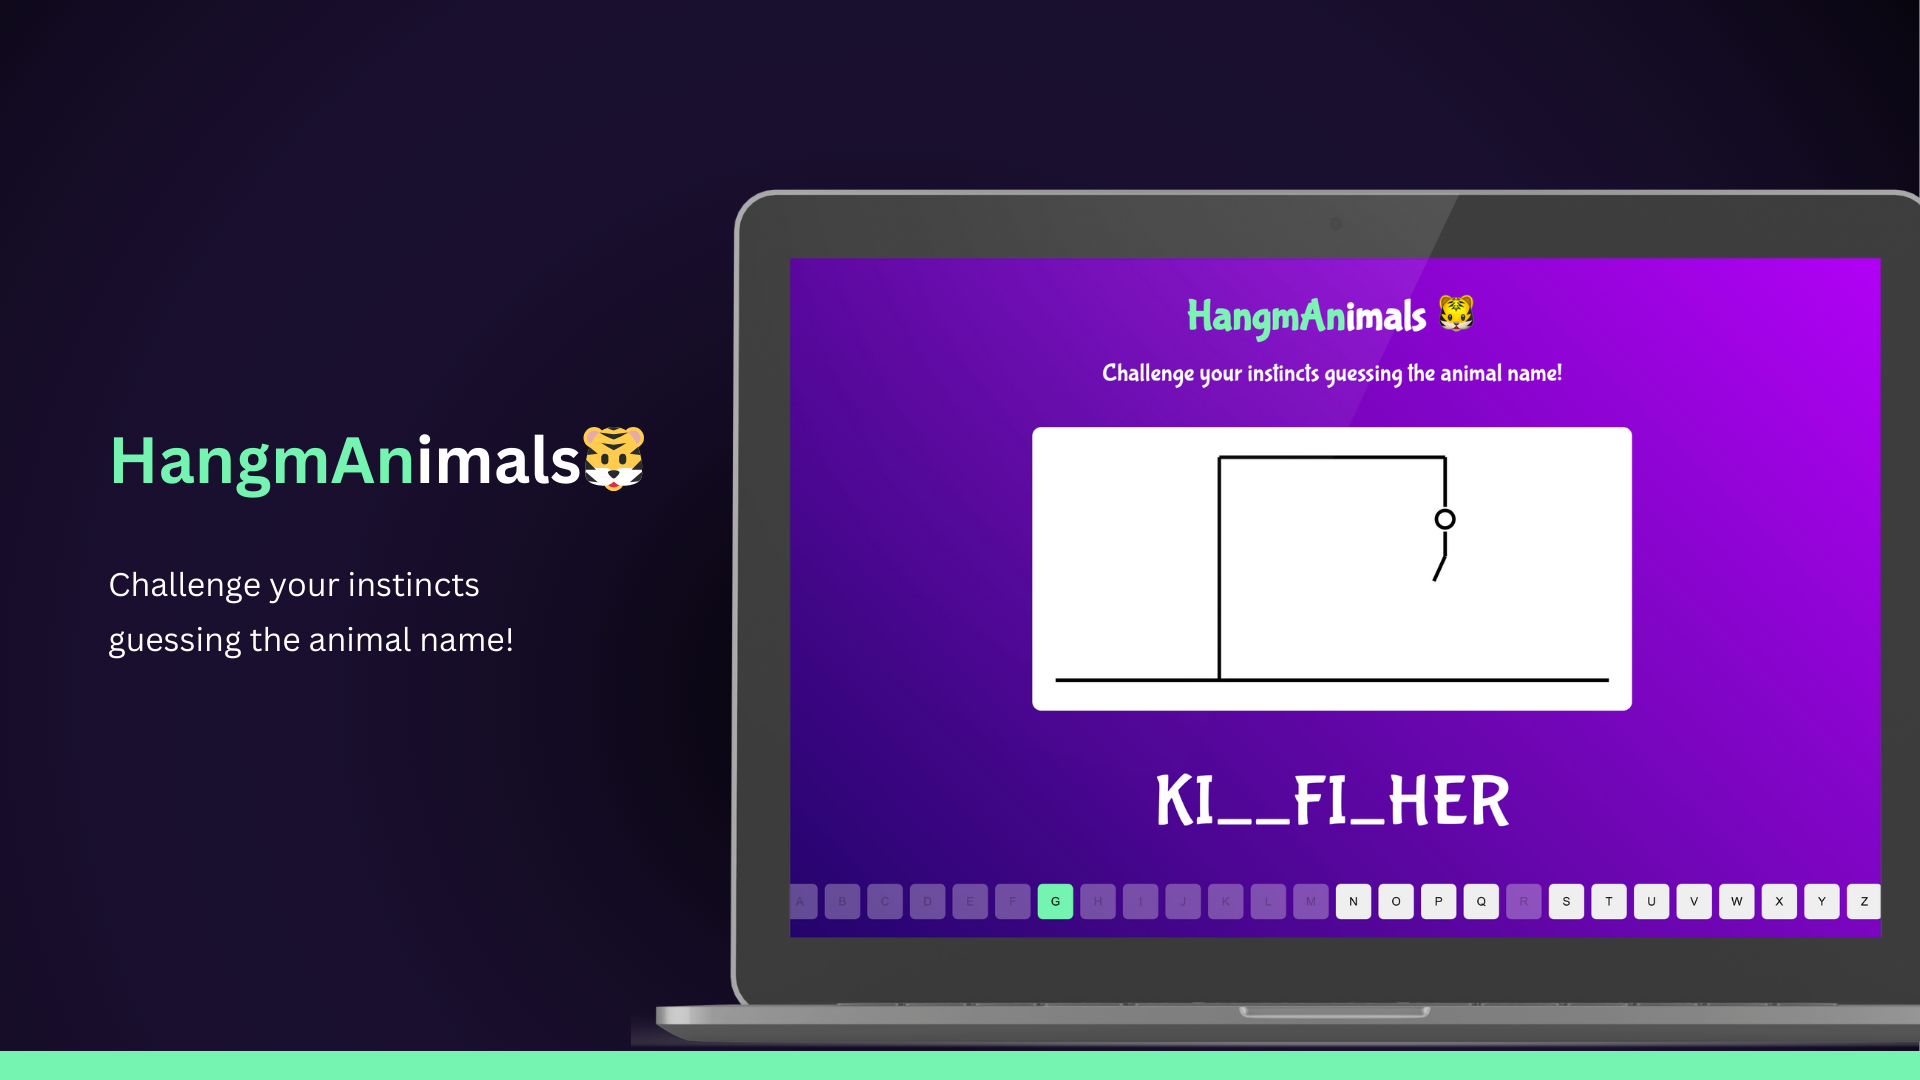 HangmAnimals
Challenge your instincts
guessing the animal name!
HangmAnimals
Challenge your instincts guessing the animal name!
KI__FI_HER
A B C D E F G H I J K L M N O P Q R S T U V W X Y Z